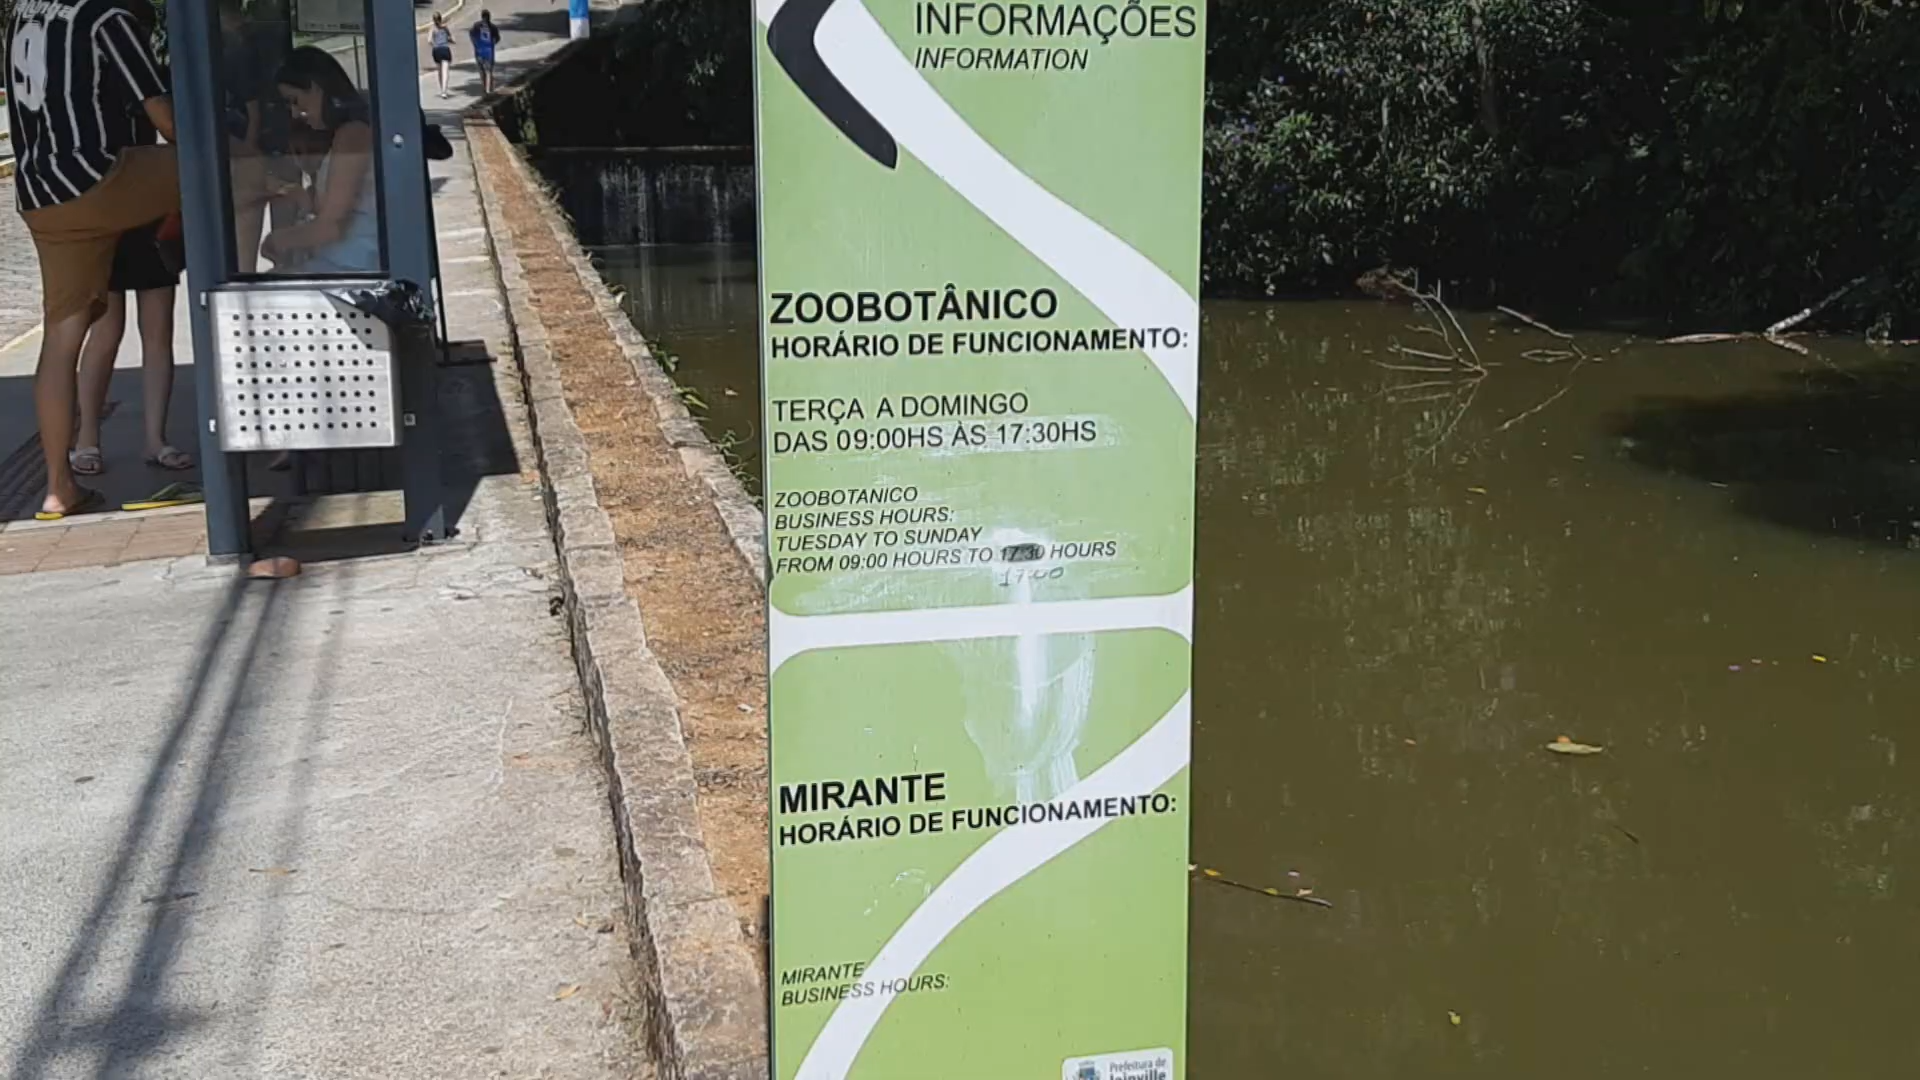 INFORMAÇÕES
INFORMATION
ZOOBOTÂNICO
HORÁRIO DE FUNCIONAMENTO:
TERÇA A DOMINGO
DAS 09:00HS ÀS 17:30HS
ZOOBOTANICO
BUSINESS HOURS:
TUESDAY TO SUNDAY
FROM 09:00 HOURS TO 17:30 HOURS
17:00
MIRANTE
HORÁRIO DE FUNCIONAMENTO:
MIRANTE
BUSINESS HOURS:
Prefeitura de
Joinville
9